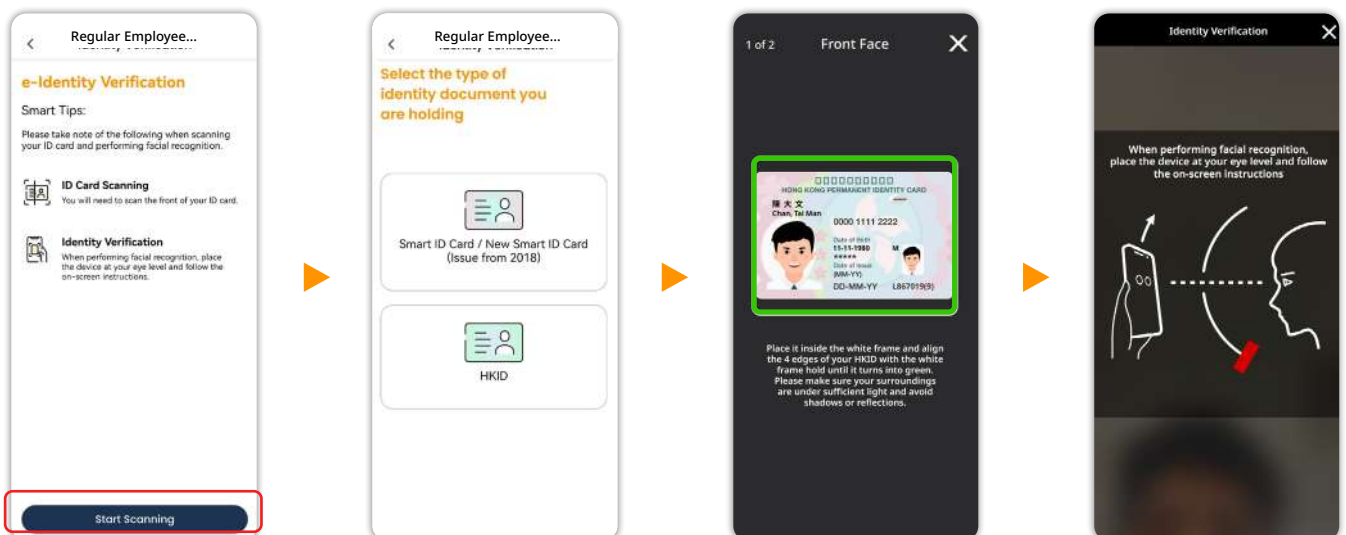 Regular Employee...
e-Identity Verification
Smart Tips:
Please take note of the following when scanning
your ID card and performing facial recognition.
ID Card Scanning
You will need to scan the front of your ID card.
Identity Verification
When performing facial recognition, place
the device at your eye level and follow the
on-screen instructions.
Start Scanning
Regular Employee...
Select the type of
identity document you
are holding
Smart ID Card / New Smart ID Card
(Issue from 2018)
HKID
1 of 2
Front Face
HONG KONG PERMANENT IDENTITY CARD
陳大文
Chan, Tai Man
0000 1111 2222
Date of Birth
11-11-1980 M
*****
Date of Issue
(MM-YY)
DD-MM-YY L867019(9)
Place it inside the white frame and align
the 4 edges of your HKID with the white
frame hold until it turns into green.
Please make sure your surroundings
are under sufficient light and avoid
shadows or reflections.
Identity Verification
When performing facial recognition,
place the device at your eye level and follow
the on-screen instructions